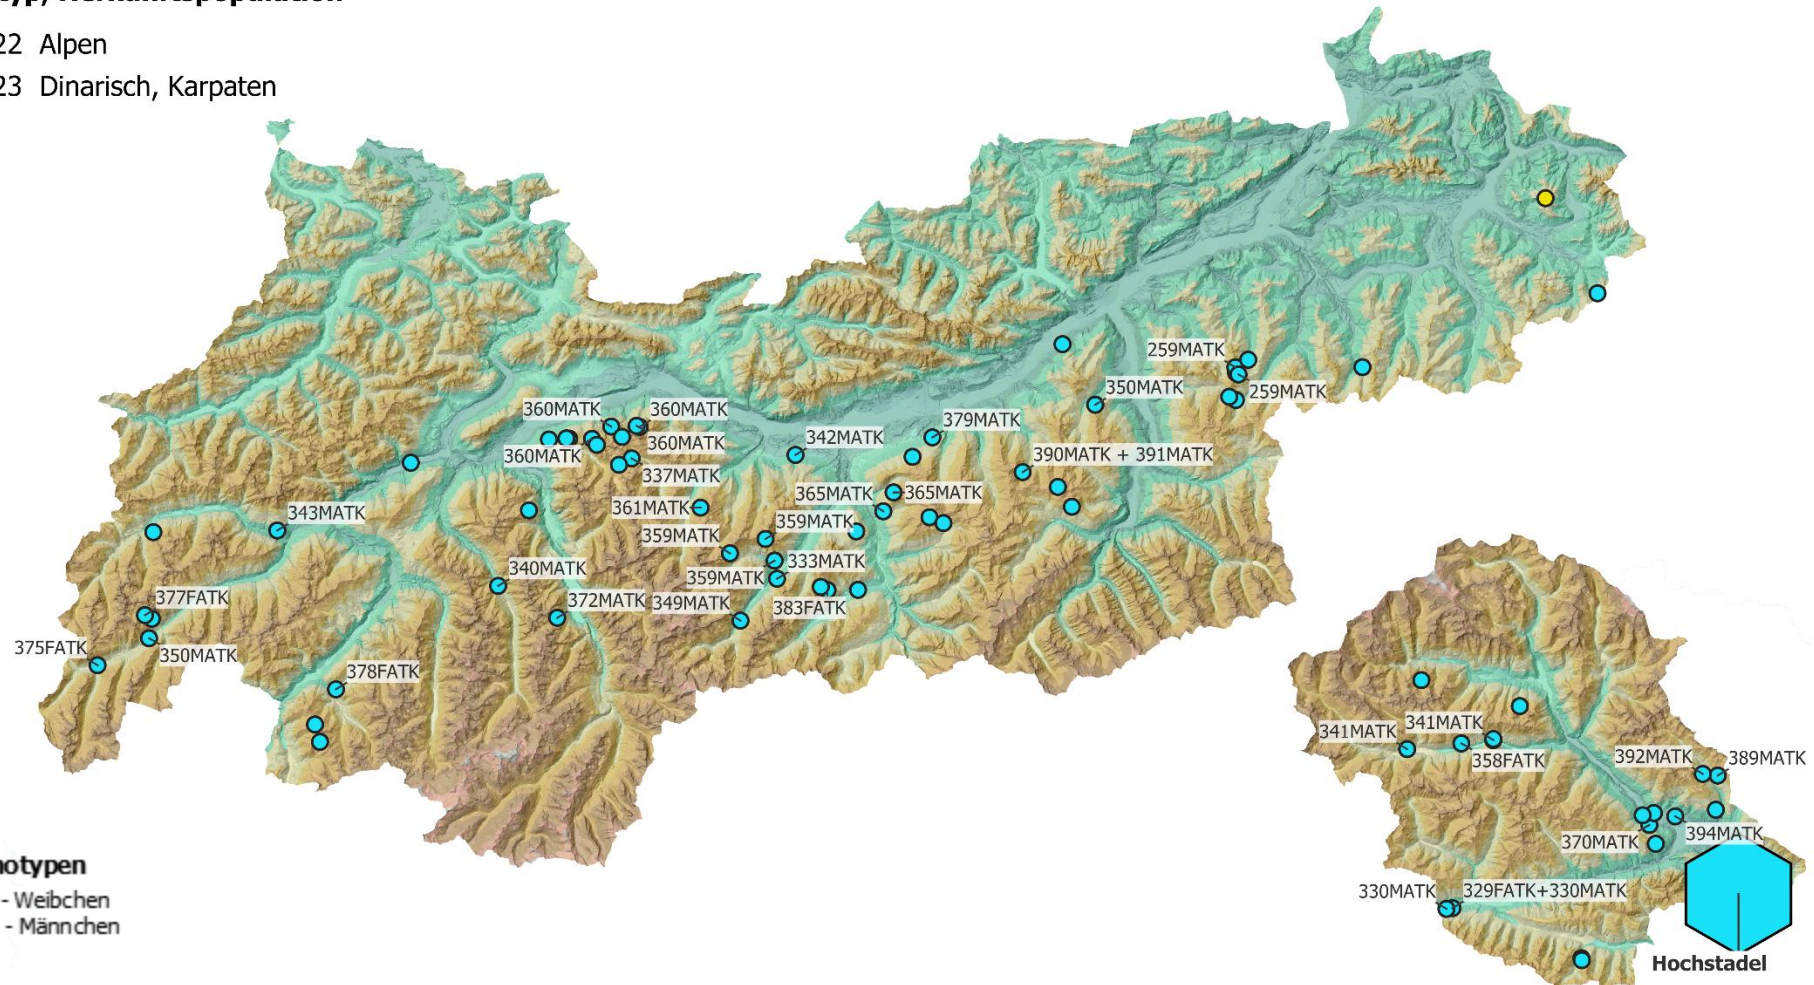 22 Alpen
23 Dinarisch, Karpaten
259MATK
259MATK
350MATK
360MATK
360MATK
360MATK
360MATK
337MATK
342MATK
379MATK
390MATK + 391MATK
365MATK
365MATK
361MATK
359MATK
359MATK
343MATK
333MATK
359MATK
340MATK
372MATK
349MATK
383FATK
377FATK
375FATK
350MATK
378FATK
341MATK
341MATK
358FATK
392MATK
389MATK
394MATK
370MATK
330MATK
329FATK+330MATK
Hochstadel
notypen
- Weibchen
- Männchen